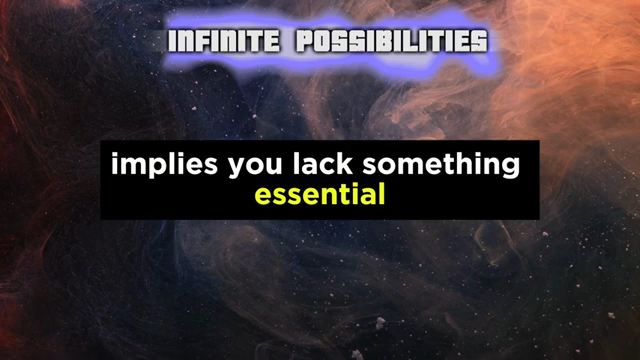 INFINITE POSSIBILITIES
implies you lack something
essential